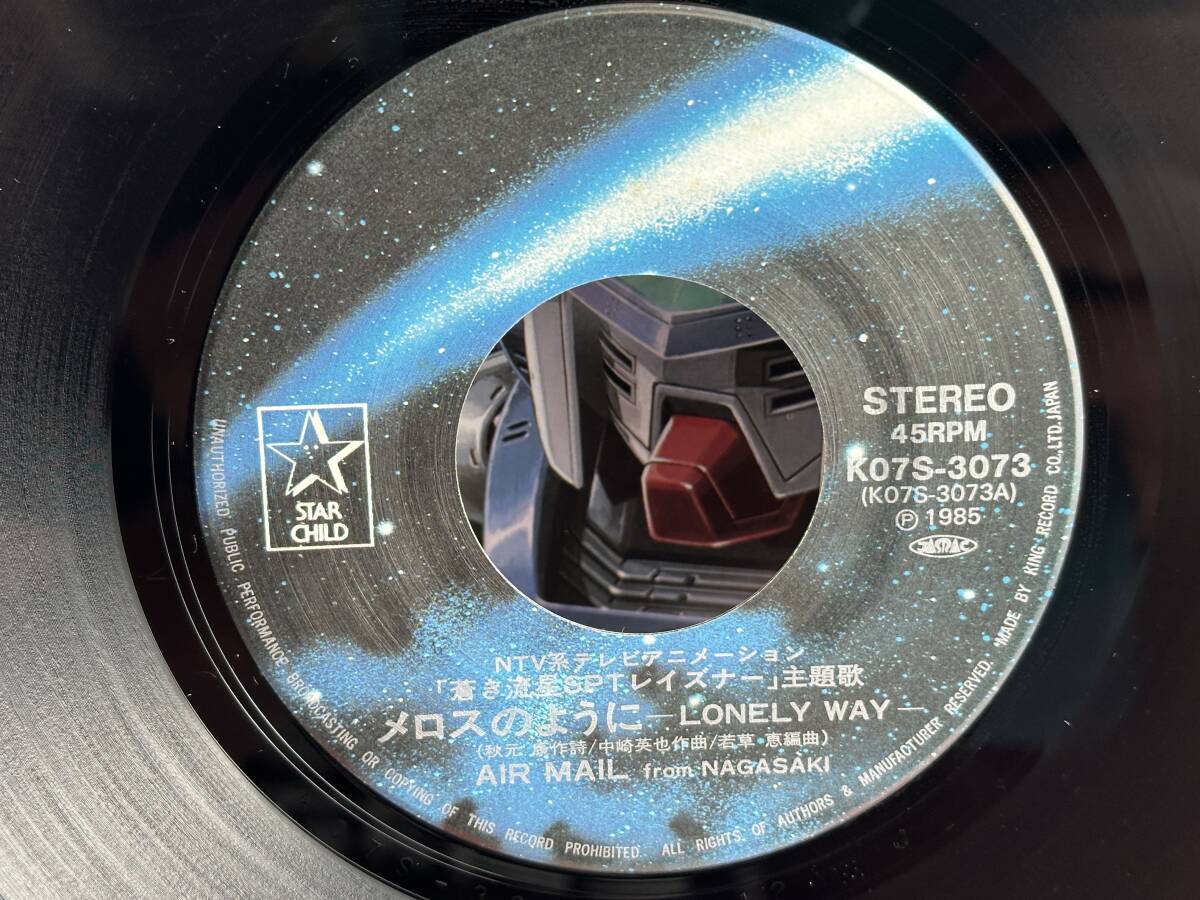 STAR
CHILD
STEREO
45RPM
K07S-3073
(K07S-3073A)
Ⓟ 1985
JASRAC
NTV系テレビアニメーション
「蒼き流星SPTレイズナー」主題歌
メロスのように—LONELY WAY—
(秋元 康作詩/中崎英也作曲/若草 恵編曲)
AIR MAIL from NAGASAKI
UNAUTHORIZED PUBLIC PERFORMANCE BROADCASTING OR COPYING OF THIS RECORD PROHIBITED. ALL RIGHTS OF AUTHORS & MANUFACTURER RESERVED. MADE BY KING RECORD CO., LTD. JAPAN